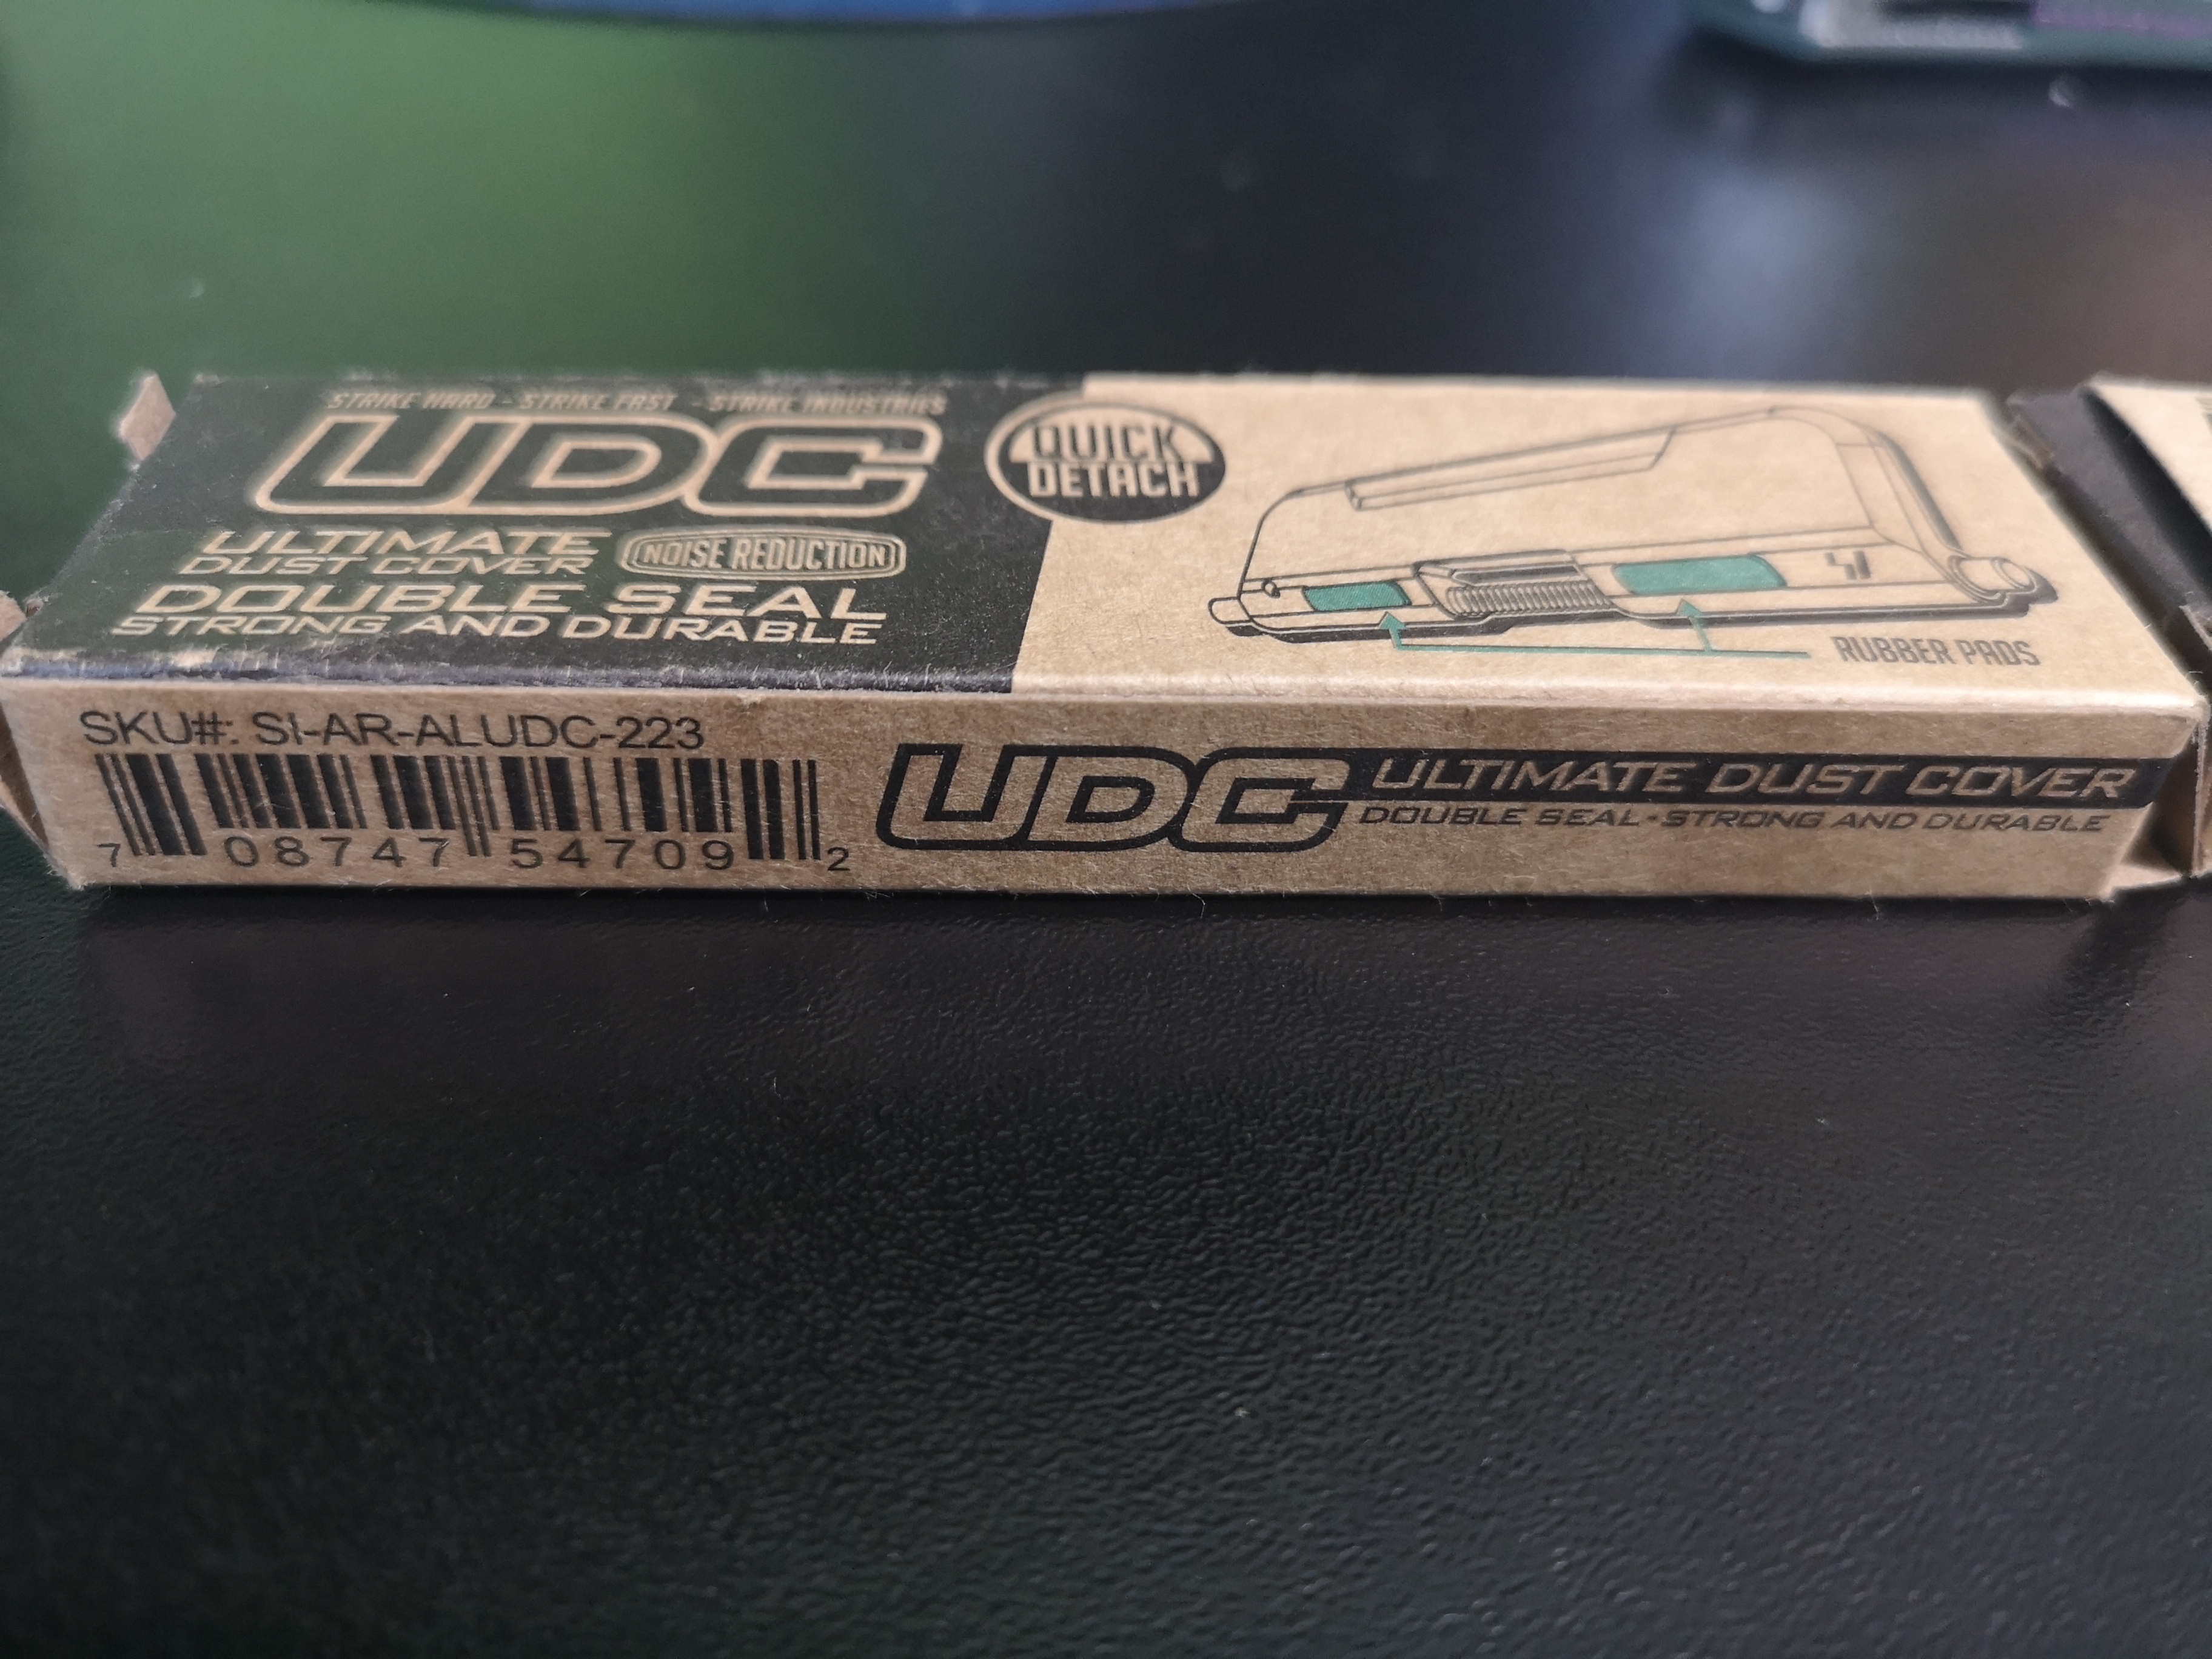 STRIKE HARD - STRIKE FAST - STRIKE INDUSTRIES
UDC
QUICK
DETACH
ULTIMATE
DUST COVER
NOISE REDUCTION
DOUBLE SEAL
STRONG AND DURABLE
RUBBER PADS
SKU#: SI-AR-ALUDC-223
7 08747 54709 2
UDC
ULTIMATE DUST COVER
DOUBLE SEAL·STRONG AND DURABLE